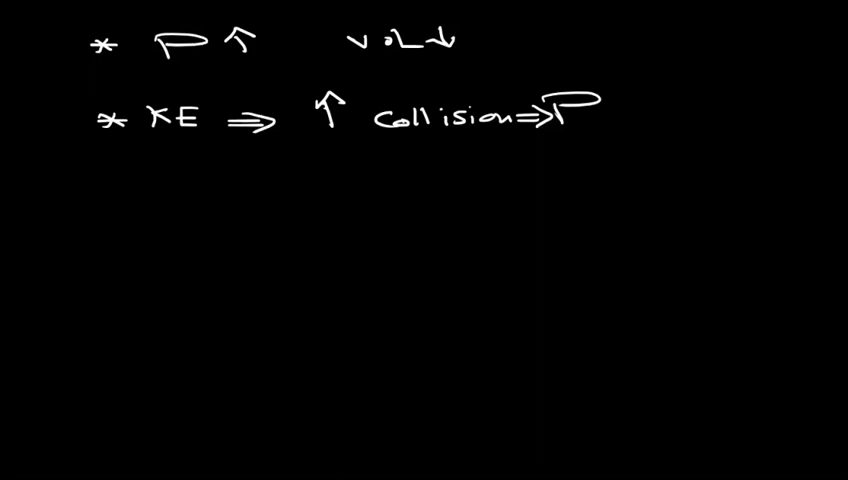 * P ↑ vol ↓
* KE ⇒ ↑ Collision ⇒ P